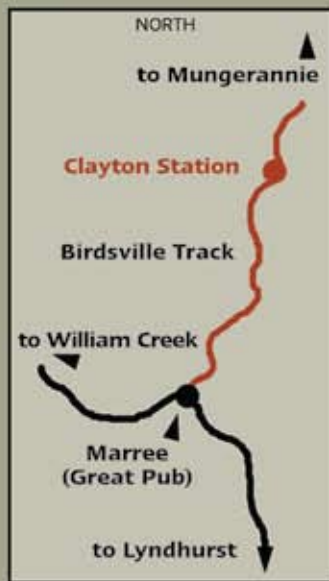 NORTH
to Mungerannie
Clayton Station
Birdsville Track
to William Creek
Marree
(Great Pub)
to Lyndhurst